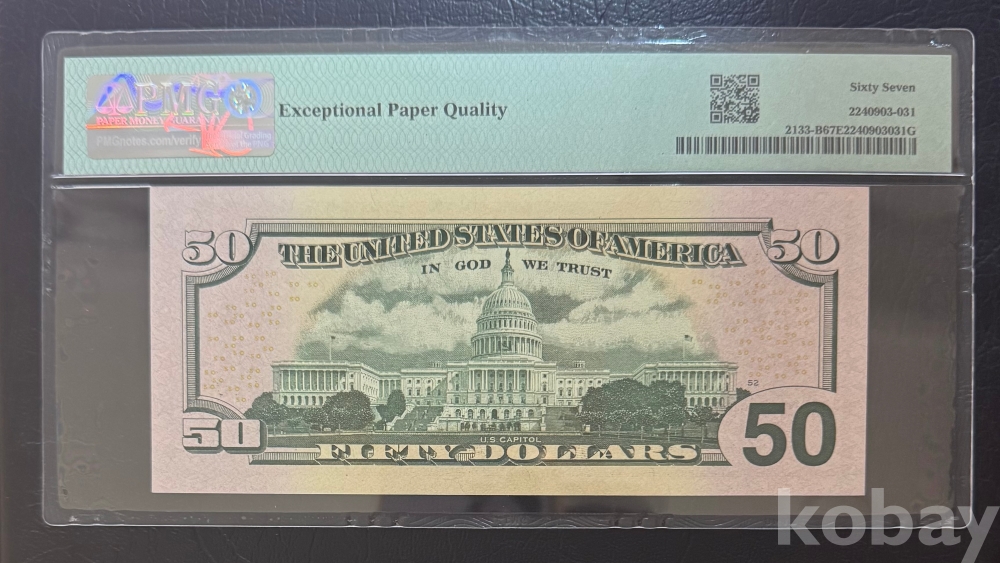 PMG
PAPER MONEY GUARANTY
PMGnotes.com/verify
Exceptional Paper Quality
Sixty Seven
2240903-031
2133-B67E2240903031G
50
THE UNITED STATES OF AMERICA
50
IN GOD WE TRUST
52
50
U.S. CAPITOL
FIFTY DOLLARS
50
kobay